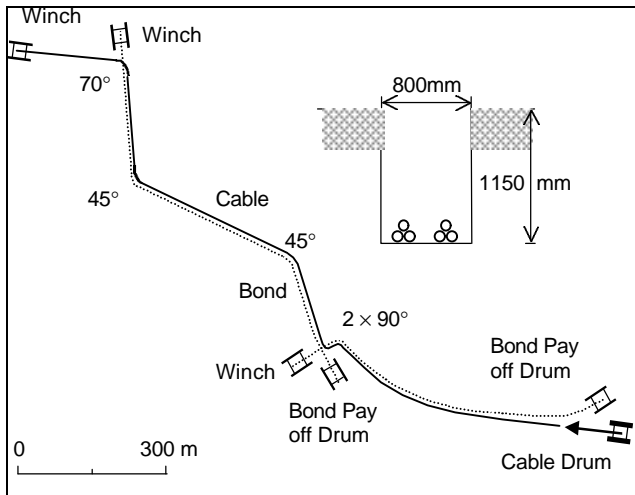 Winch
Winch
800mm
70°
1150 mm
45°
Cable
45°
Bond
2 × 90°
Bond Pay
off Drum
Winch
Bond Pay
off Drum
Cable Drum
0 300 m